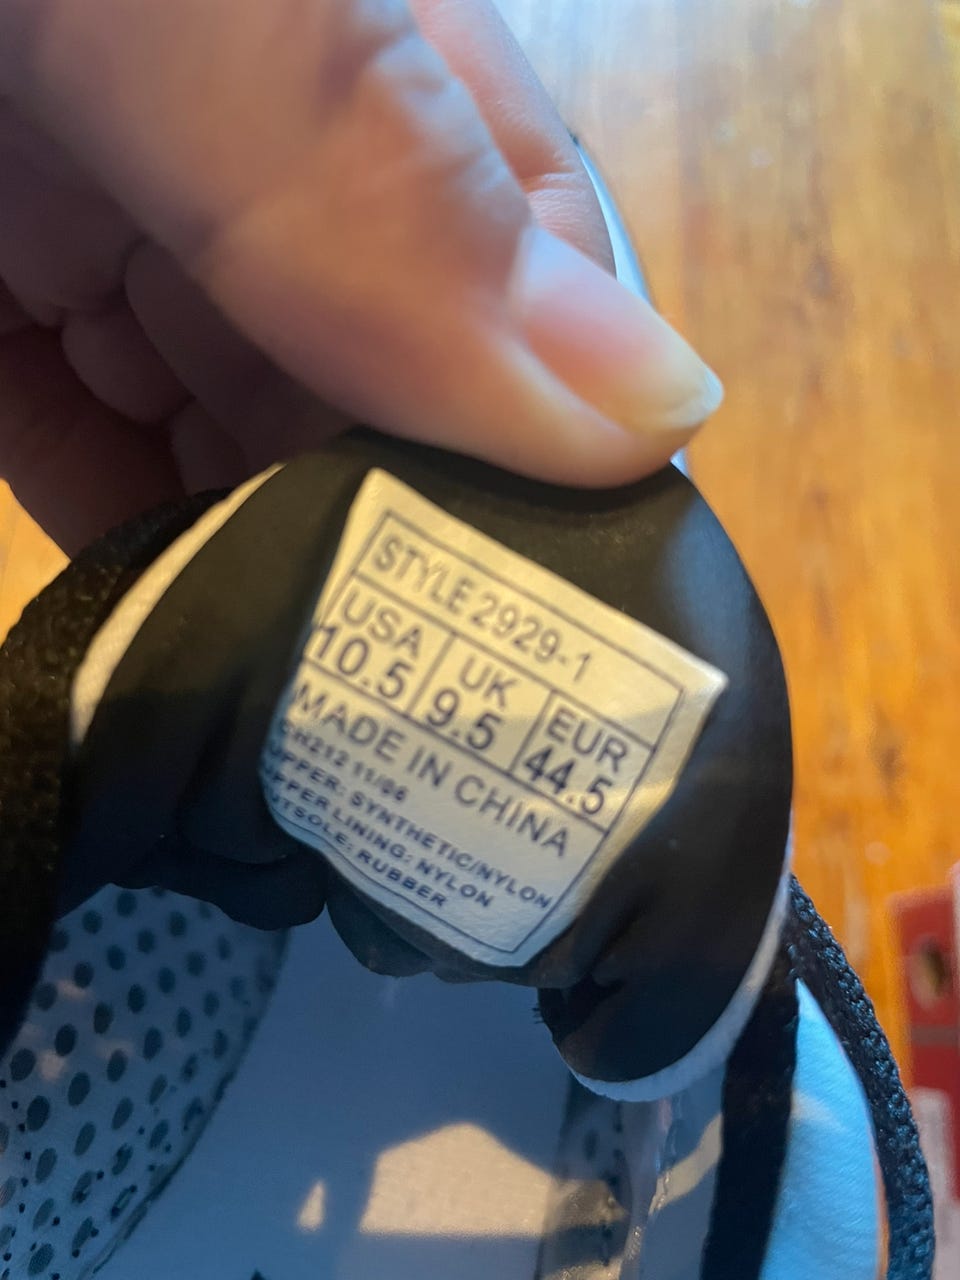 STYLE 2929-1
USA UK EUR
10.5 9.5 44.5
MADE IN CHINA
11/06
UPPER: SYNTHETIC/NYLON
UPPER LINING: NYLON
OUTSOLE: RUBBER